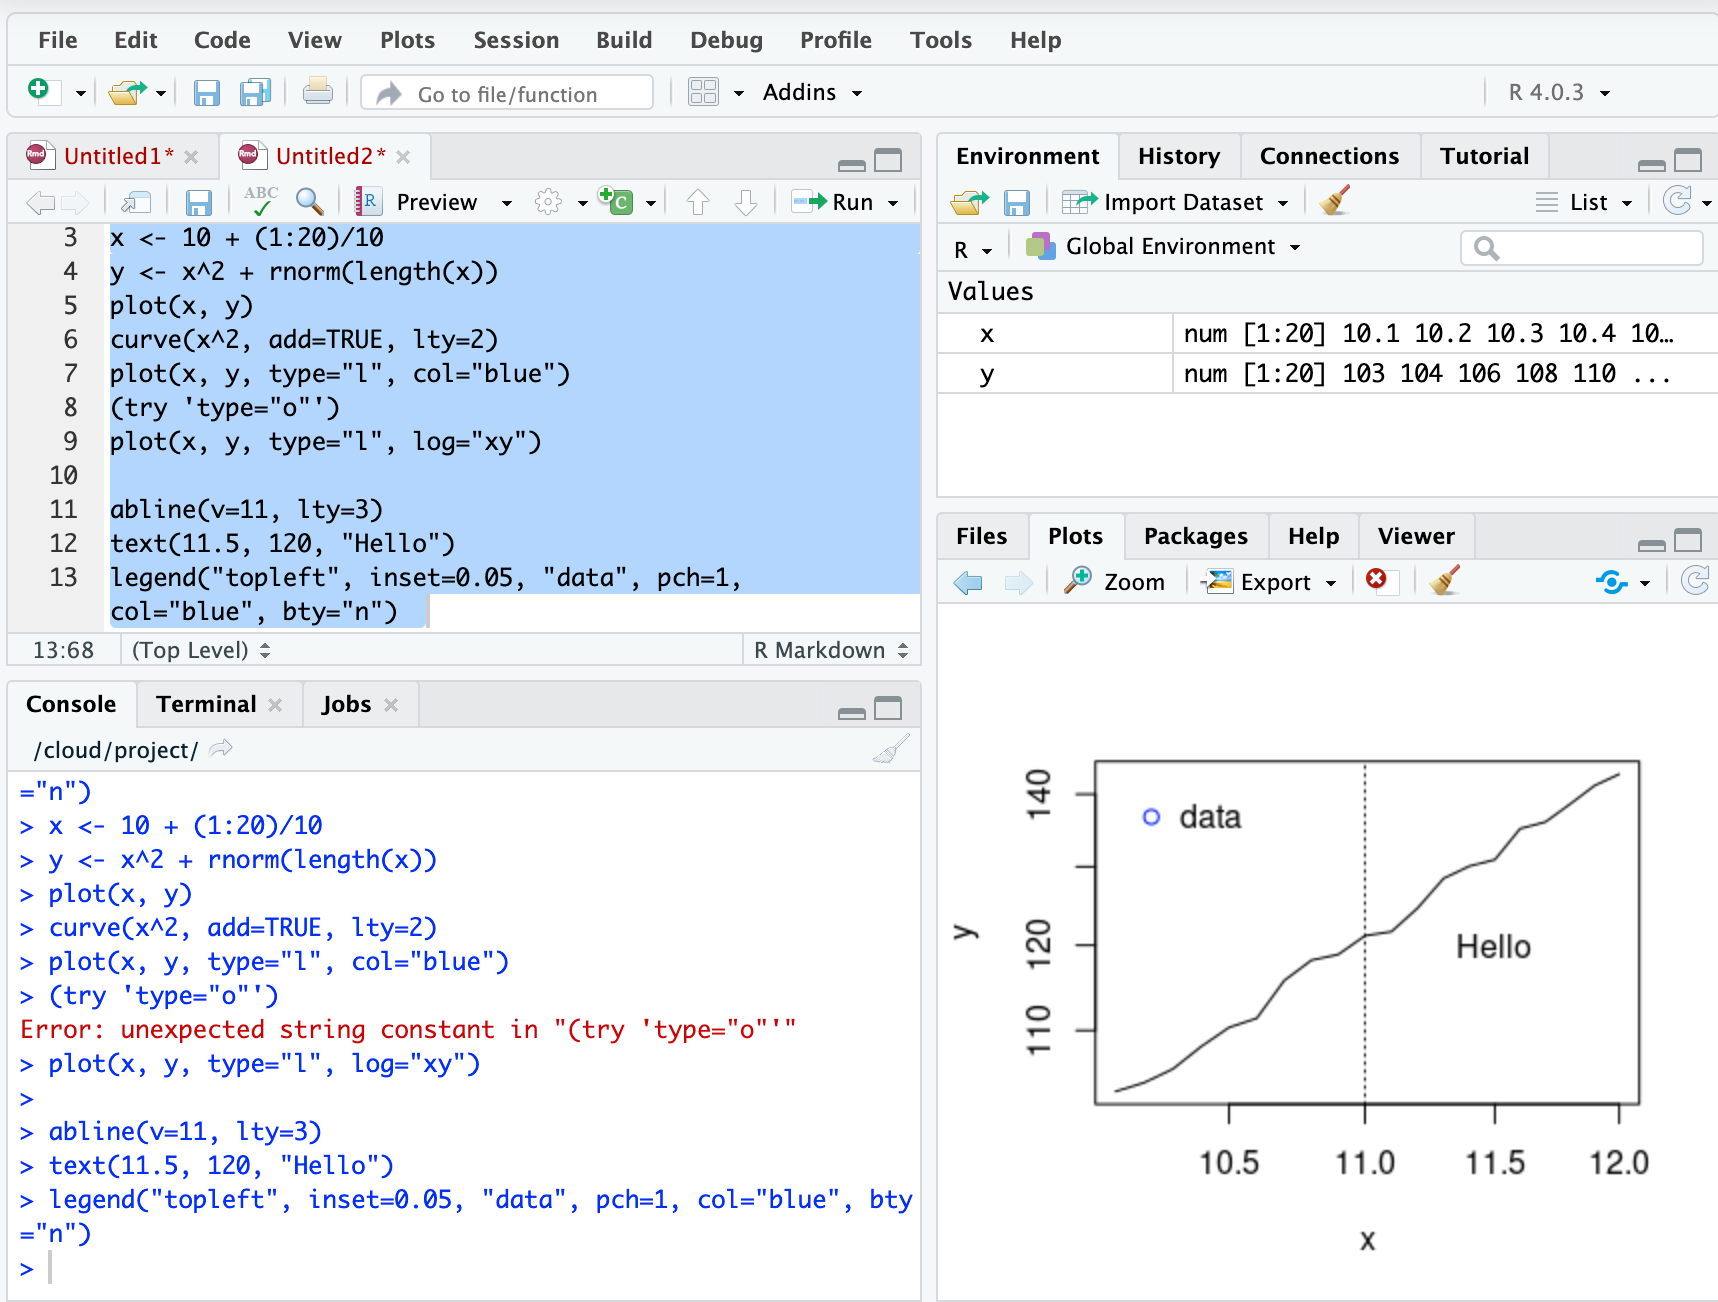 File Edit Code View Plots Session Build Debug Profile Tools Help
Go to file/function Addins R 4.0.3
Rmd Untitled1* Rmd Untitled2*
ABC R Preview C Run
3 x <- 10 + (1:20)/10
4 y <- x^2 + rnorm(length(x))
5 plot(x, y)
6 curve(x^2, add=TRUE, lty=2)
7 plot(x, y, type="l", col="blue")
8 (try 'type="o"')
9 plot(x, y, type="l", log="xy")
10
11 abline(v=11, lty=3)
12 text(11.5, 120, "Hello")
13 legend("topleft", inset=0.05, "data", pch=1,
col="blue", bty="n")
13:68 (Top Level) R Markdown
Console Terminal Jobs
/cloud/project/
="n")
> x <- 10 + (1:20)/10
> y <- x^2 + rnorm(length(x))
> plot(x, y)
> curve(x^2, add=TRUE, lty=2)
> plot(x, y, type="l", col="blue")
> (try 'type="o"')
Error: unexpected string constant in "(try 'type="o"'"
> plot(x, y, type="l", log="xy")
>
> abline(v=11, lty=3)
> text(11.5, 120, "Hello")
> legend("topleft", inset=0.05, "data", pch=1, col="blue", bty
="n")
>
Environment History Connections Tutorial
Import Dataset List
R Global Environment
Values
x num [1:20] 10.1 10.2 10.3 10.4 10…
y num [1:20] 103 104 106 108 110 ...
Files Plots Packages Help Viewer
Zoom Export
140
data
y
120
Hello
110
10.5 11.0 11.5 12.0
x